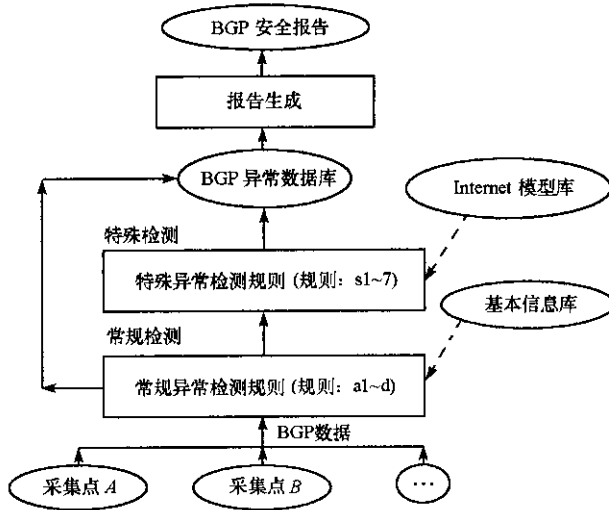 BGP 安全报告
报告生成
BGP 异常数据库
Internet 模型库
特殊检测
特殊异常检测规则 (规则: s1~7)
基本信息库
常规检测
常规异常检测规则 (规则: a1~d)
BGP数据
采集点 A
采集点 B
...